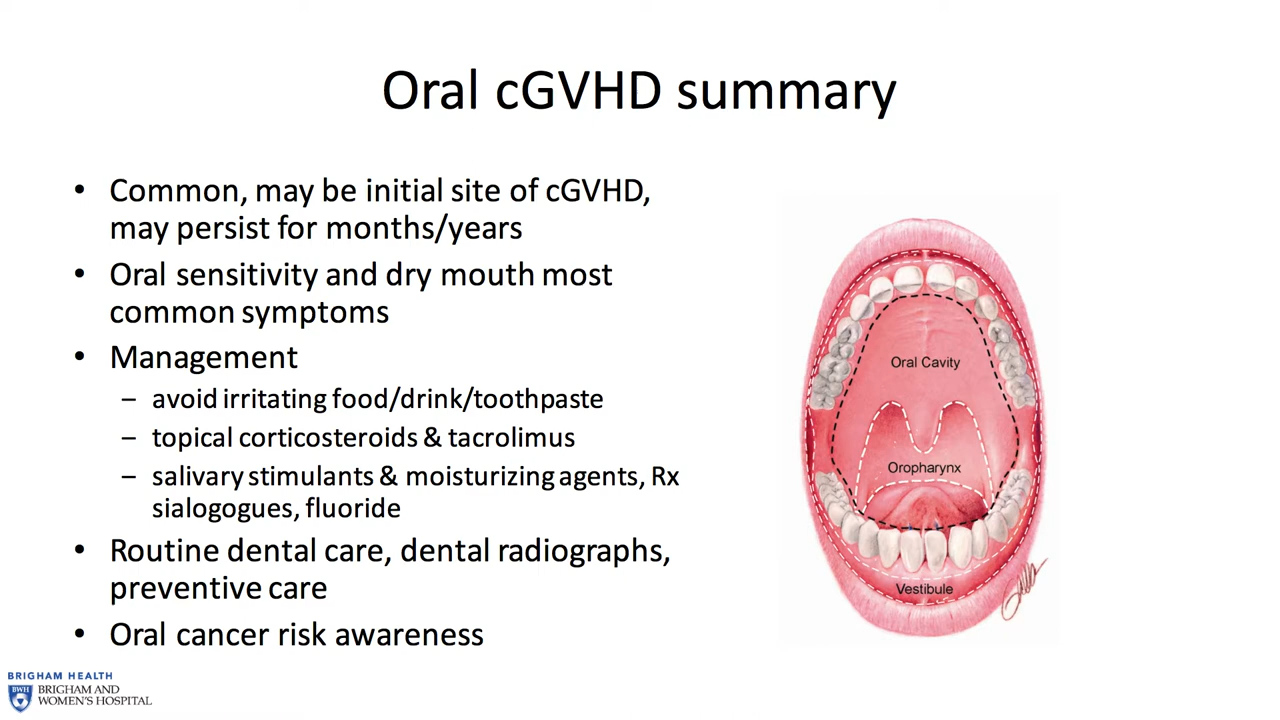 Oral cGVHD summary
• Common, may be initial site of cGVHD,
may persist for months/years
• Oral sensitivity and dry mouth most
common symptoms
• Management
– avoid irritating food/drink/toothpaste
– topical corticosteroids & tacrolimus
– salivary stimulants & moisturizing agents, Rx
sialogogues, fluoride
• Routine dental care, dental radiographs,
preventive care
• Oral cancer risk awareness
Oral Cavity
Oropharynx
Vestibule
BRIGHAM HEALTH
BWH
BRIGHAM AND
WOMEN'S HOSPITAL